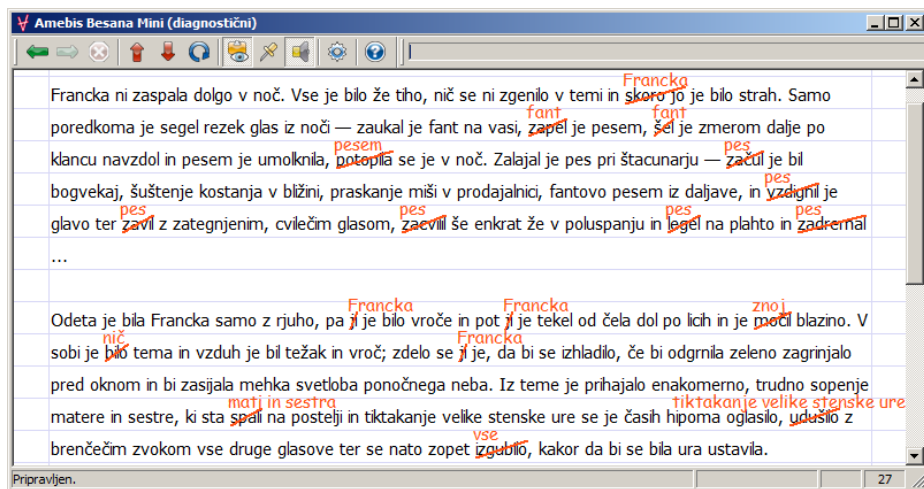 Amebis Besana Mini (diagnostični)
Francka
Francka ni zaspala dolgo v noč. Vse je bilo že tiho, nič se ni zgenilo v temi in skoro jo je bilo strah. Samo
fant fant
poredkoma je segel rezek glas iz noči — zaukal je fant na vasi, zapel je pesem, šel je zmerom dalje po
pesem pes
klancu navzdol in pesem je umolknila, potopila se je v noč. Zalajal je pes pri štacunarju — začul je bil
pes
bogvekaj, šuštenje kostanja v bližini, praskanje miši v prodajalnici, fantovo pesem iz daljave, in vzdignil je
pes pes pes pes
glavo ter zavil z zategnjenim, cvilečim glasom, zacvilil še enkrat že v poluspanju in legel na plahto in zadremal
...
Francka Francka znoj
Odeta je bila Francka samo z rjuho, pa ji je bilo vroče in pot ji je tekel od čela dol po licih in je močil blazino. V
nič Francka
sobi je bilo tema in vzduh je bil težak in vroč; zdelo se ji je, da bi se izhladilo, če bi odgrnila zeleno zagrinjalo
pred oknom in bi zasijala mehka svetloba ponočnega neba. Iz teme je prihajalo enakomerno, trudno sopenje
mati in sestra tiktakanje velike stenske ure
matere in sestre, ki sta spali na postelji in tiktakanje velike stenske ure se je časih hipoma oglasilo, udušilo z
vse
brenčečim zvokom vse druge glasove ter se nato zopet izgubilo, kakor da bi se bila ura ustavila.
Pripravljen. 27